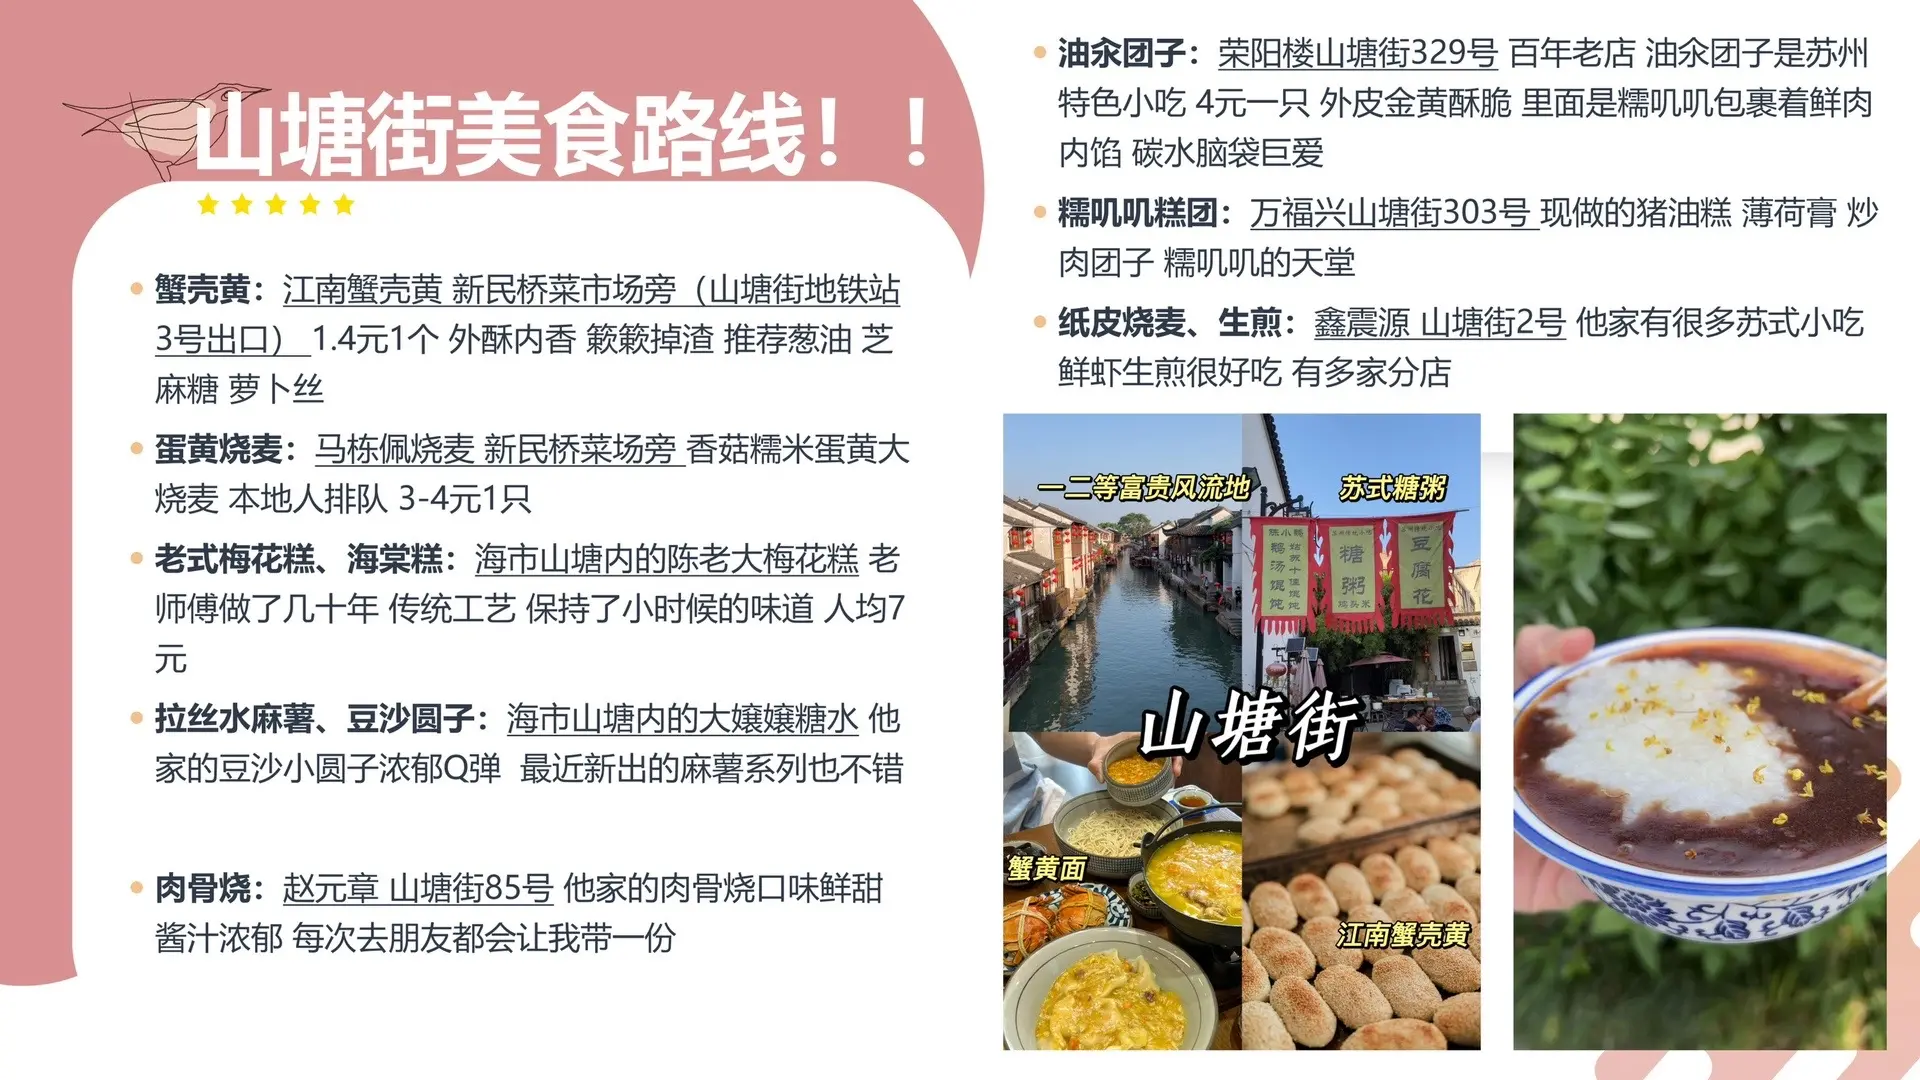 山塘街美食路线！！
蟹壳黄：江南蟹壳黄 新民桥菜市场旁（山塘街地铁站
3号出口） 1.4元1个 外酥内香 簌簌掉渣 推荐葱油 芝
麻糖 萝卜丝
蛋黄烧麦：马栋佩烧麦 新民桥菜场旁 香菇糯米蛋黄大
烧麦 本地人排队 3-4元1只
老式梅花糕、海棠糕：海市山塘内的陈老大梅花糕 老
师傅做了几十年 传统工艺 保持了小时候的味道 人均7
元
拉丝水麻薯、豆沙圆子：海市山塘内的大嬢嬢糖水 他
家的豆沙小圆子浓郁Q弹 最近新出的麻薯系列也不错
肉骨烧：赵元章 山塘街85号 他家的肉骨烧口味鲜甜
酱汁浓郁 每次去朋友都会让我带一份
油氽团子：荣阳楼山塘街329号 百年老店 油氽团子是苏州
特色小吃 4元一只 外皮金黄酥脆 里面是糯叽叽包裹着鲜肉
内馅 碳水脑袋巨爱
糯叽叽糕团：万福兴山塘街303号 现做的猪油糕 薄荷膏 炒
肉团子 糯叽叽的天堂
纸皮烧麦、生煎：鑫震源 山塘街2号 他家有很多苏式小吃
鲜虾生煎很好吃 有多家分店
一二等富贵风流地
苏式糖粥
鹅汤馄饨
糖粥
鸡头米
豆腐花
山塘街
蟹黄面
江南蟹壳黄